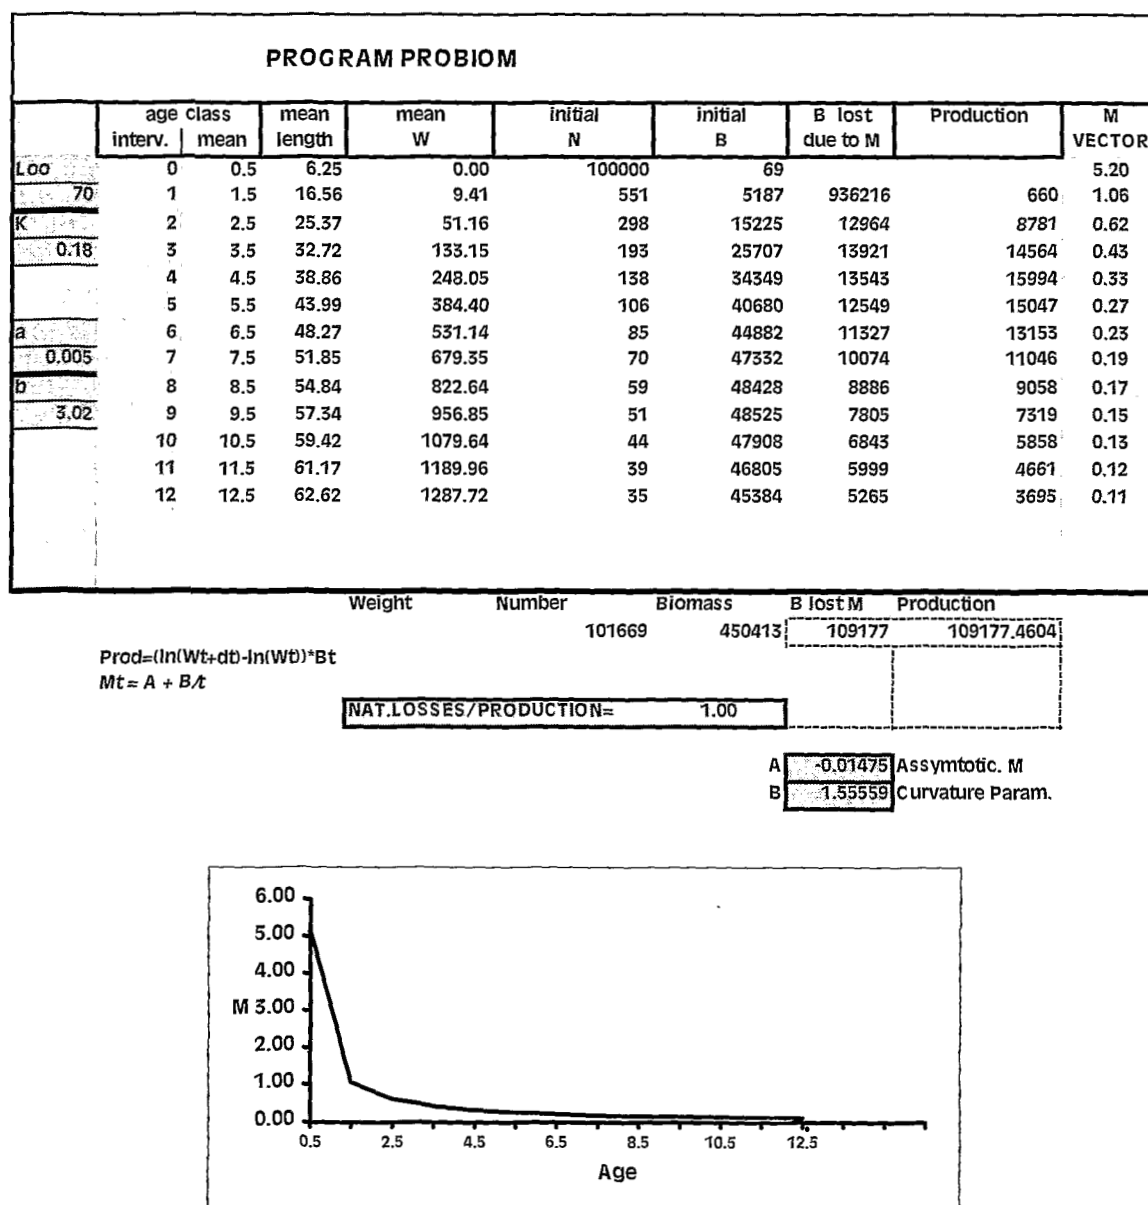 PROGRAM PROBIOM
age class mean mean initial initial B lost Production M
interv. mean length W N B due to M VECTOR
Loo 0 0.5 6.25 0.00 100000 69 5.20
70 1 1.5 16.56 9.41 551 5187 936216 660 1.06
K 2 2.5 25.37 51.16 298 15225 12964 8781 0.62
0.18 3 3.5 32.72 133.15 193 25707 13921 14564 0.43
4 4.5 38.86 248.05 138 34349 13543 15994 0.33
5 5.5 43.99 384.40 106 40680 12549 15047 0.27
a 6 6.5 48.27 531.14 85 44882 11327 13153 0.23
0.005 7 7.5 51.85 679.35 70 47332 10074 11046 0.19
b 8 8.5 54.84 822.64 59 48428 8886 9058 0.17
3.02 9 9.5 57.34 956.85 51 48525 7805 7319 0.15
10 10.5 59.42 1079.64 44 47908 6843 5858 0.13
11 11.5 61.17 1189.96 39 46805 5999 4661 0.12
12 12.5 62.62 1287.72 35 45384 5265 3695 0.11
Weight Number Biomass B lost M Production
101669 450413 109177 109177.4604
Prod=(ln(Wt+dt)-ln(Wt))*Bt
Mt= A + B/t
NAT.LOSSES/PRODUCTION= 1.00
A -0.01475 Assymtotic. M
B 1.55559 Curvature Param.
6.00
5.00
4.00
M 3.00
2.00
1.00
0.00
0.5 2.5 4.5 6.5 8.5 10.5 12.5
Age